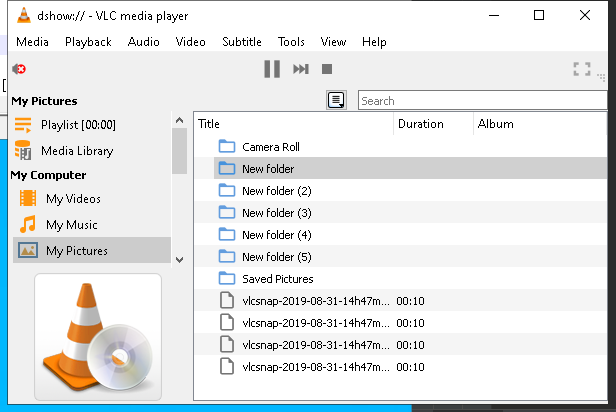 dshow:// - VLC media player
Media Playback Audio Video Subtitle Tools View Help
Search
My Pictures
Playlist [00:00]
Media Library
My Computer
My Videos
My Music
My Pictures
Title Duration Album
Camera Roll
New folder
New folder (2)
New folder (3)
New folder (4)
New folder (5)
Saved Pictures
vlcsnap-2019-08-31-14h47m... 00:10
vlcsnap-2019-08-31-14h47m... 00:10
vlcsnap-2019-08-31-14h47m... 00:10
vlcsnap-2019-08-31-14h47m... 00:10